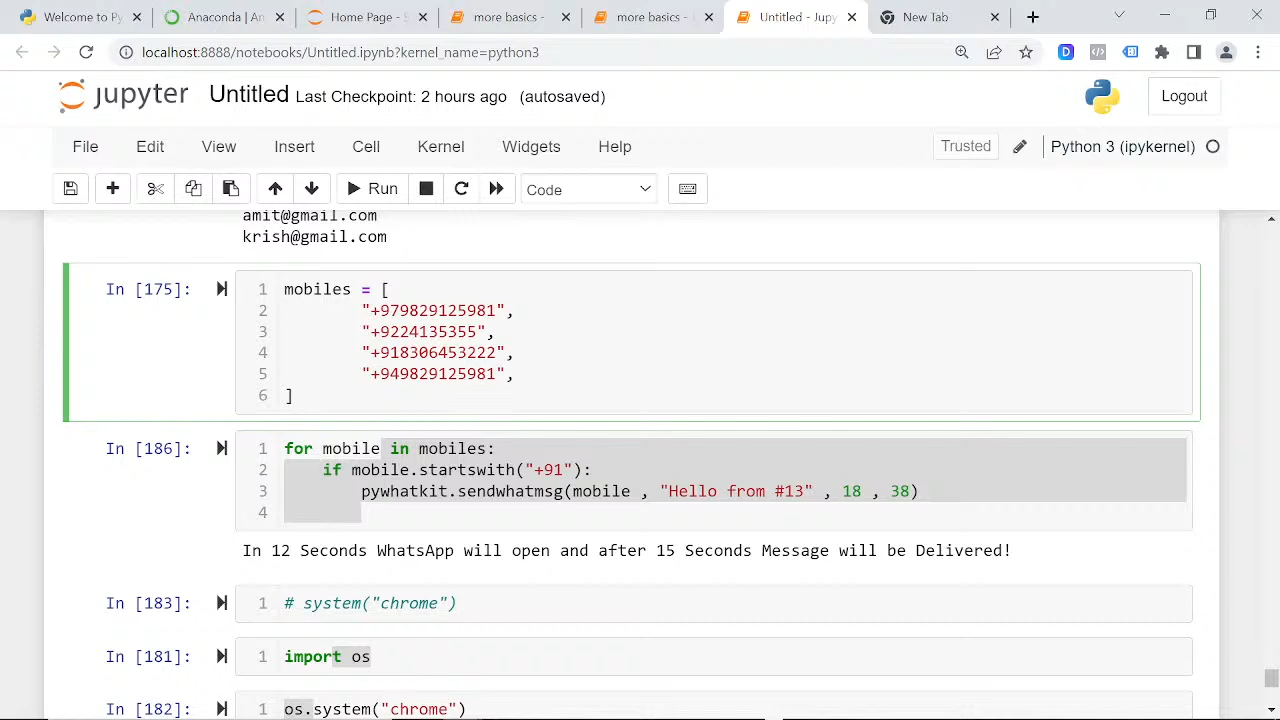 Welcome to Py
Anaconda | An
Home Page - S
more basics -
more basics -
Untitled - Jupy
New Tab
localhost:8888/notebooks/Untitled.ipynb?kernel_name=python3
jupyter Untitled Last Checkpoint: 2 hours ago (autosaved)
Logout
File Edit View Insert Cell Kernel Widgets Help
Trusted Python 3 (ipykernel)
Run Code
amit@gmail.com
krish@gmail.com
In [175]: 1 mobiles = [
2 "+979829125981",
3 "+9224135355",
4 "+918306453222",
5 "+949829125981",
6 ]
In [186]: 1 for mobile in mobiles:
2 if mobile.startswith("+91"):
3 pywhatkit.sendwhatmsg(mobile , "Hello from #13" , 18 , 38)
4
In 12 Seconds WhatsApp will open and after 15 Seconds Message will be Delivered!
In [183]: 1 # system("chrome")
In [181]: 1 import os
In [182]: 1 os.system("chrome")